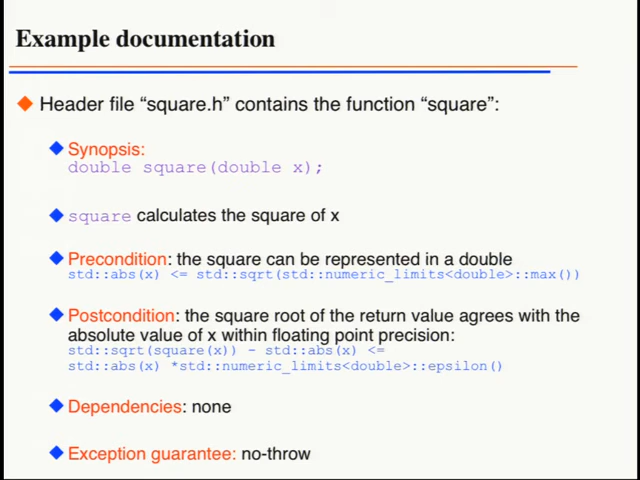 Example documentation
Header file “square.h” contains the function “square”:
Synopsis:
double square(double x);
square calculates the square of x
Precondition: the square can be represented in a double
std::abs(x) <= std::sqrt(std::numeric_limits<double>::max())
Postcondition: the square root of the return value agrees with the
absolute value of x within floating point precision:
std::sqrt(square(x)) - std::abs(x) <=
std::abs(x) *std::numeric_limits<double>::epsilon()
Dependencies: none
Exception guarantee: no-throw